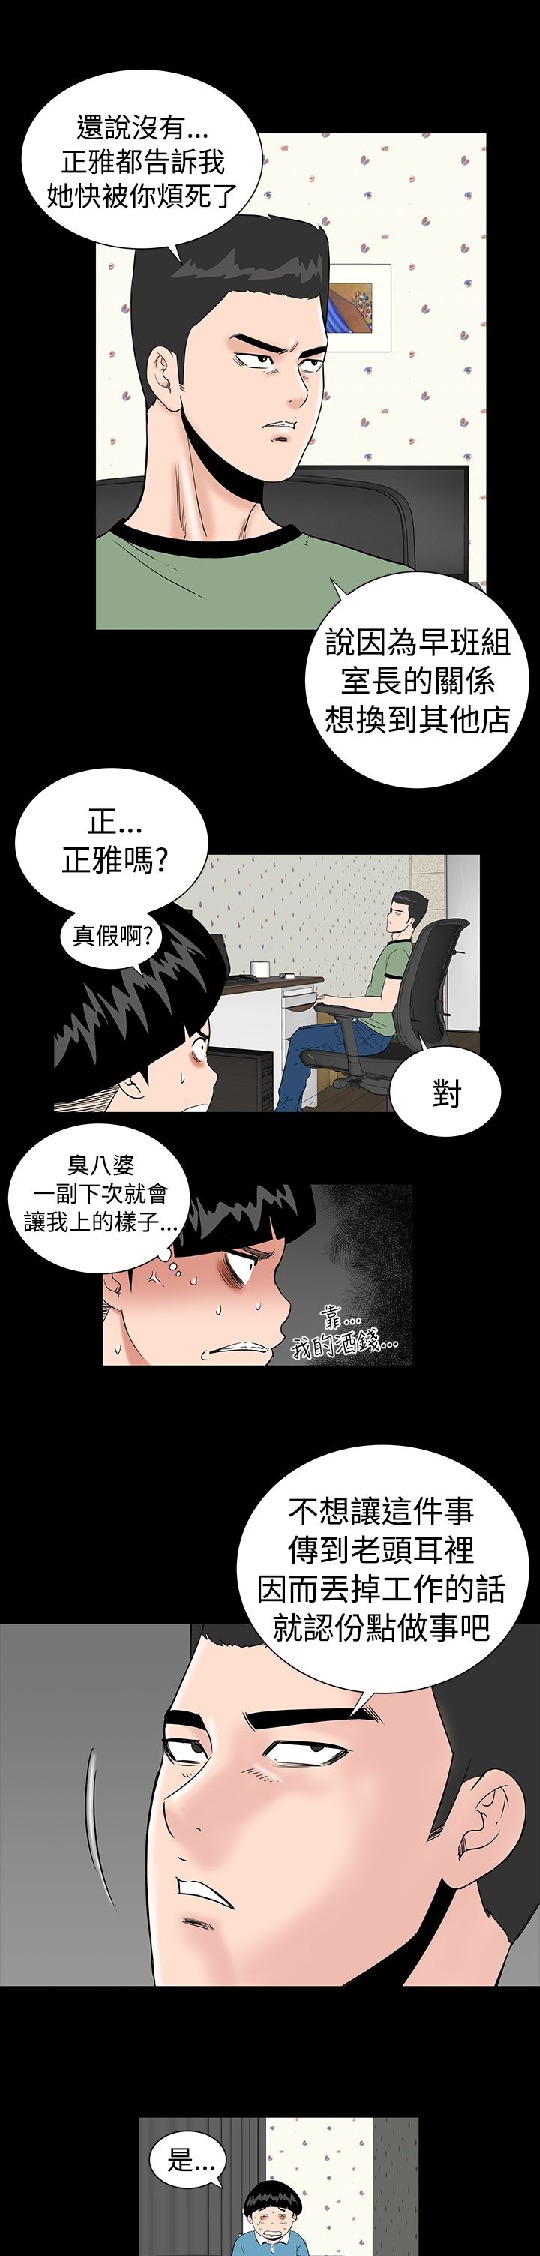 還說沒有...
正雅都告訴我
她快被你煩死了
說因為早班組
室長的關係
想換到其他店
正...
正雅嗎?
真假啊?
對
臭八婆
一副下次就會
讓我上的樣子...
靠...
我的酒錢...
不想讓這件事
傳到老頭耳裡
因而丟掉工作的話
就認份點做事吧
是...